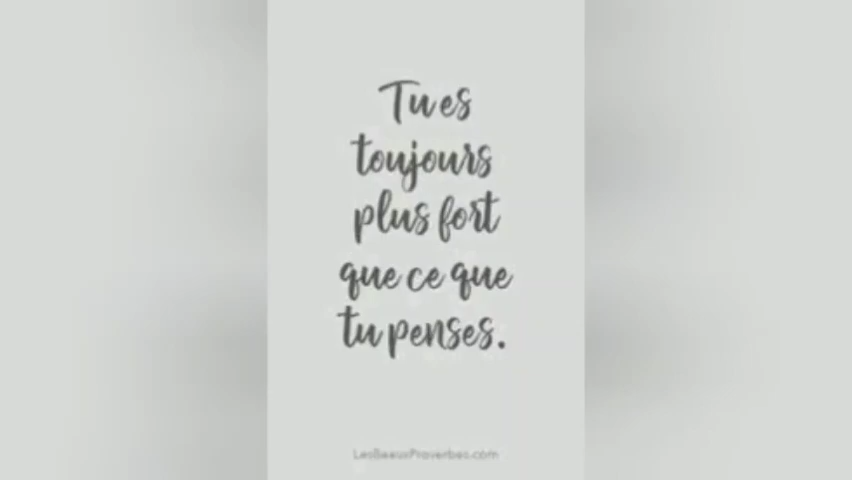 Tu es
toujours
plus fort
que ce que
tu penses.
LesBeauxProverbes.com